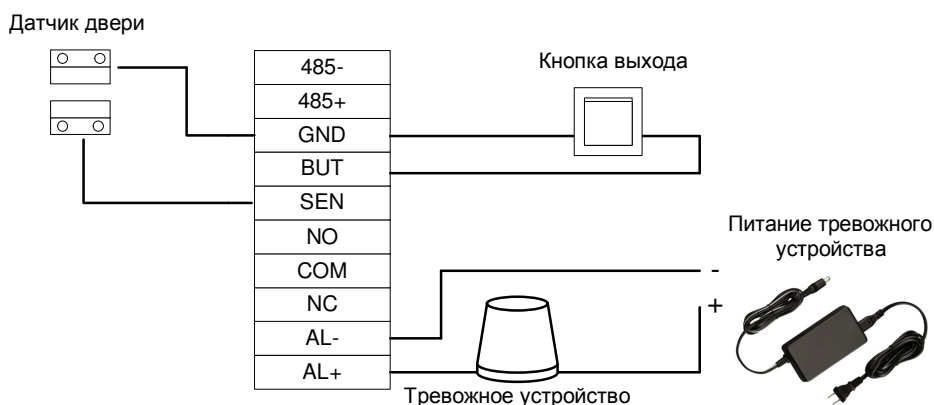 Датчик двери
485-
485+
GND
BUT
SEN
NO
COM
NC
AL-
AL+
Кнопка выхода
Питание тревожного
устройства
-
+
Тревожное устройство